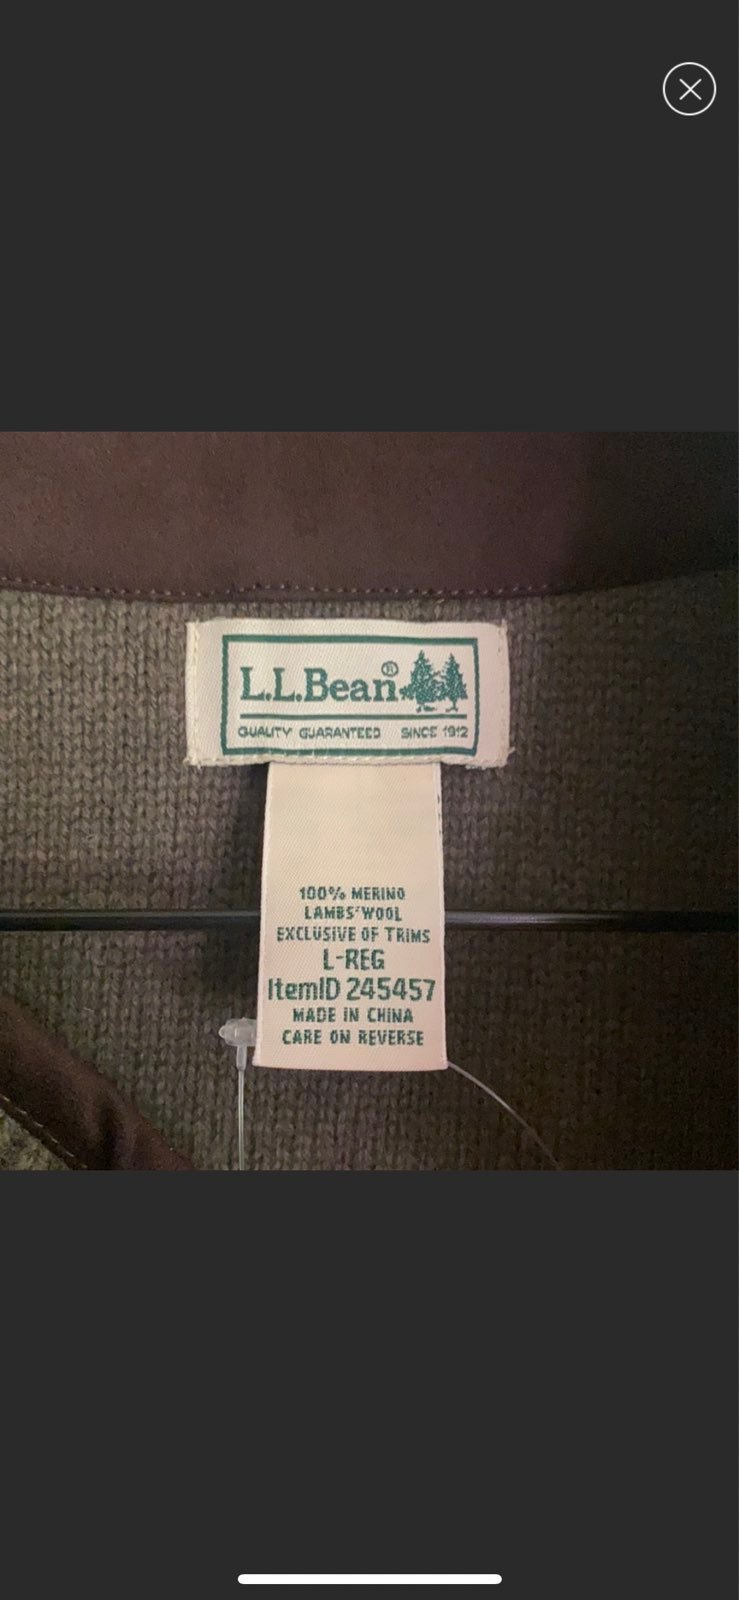 L.L.Bean®
QUALITY GUARANTEED SINCE 1912
100% MERINO
LAMBS' WOOL
EXCLUSIVE OF TRIMS
L-REG
ItemID 245457
MADE IN CHINA
CARE ON REVERSE